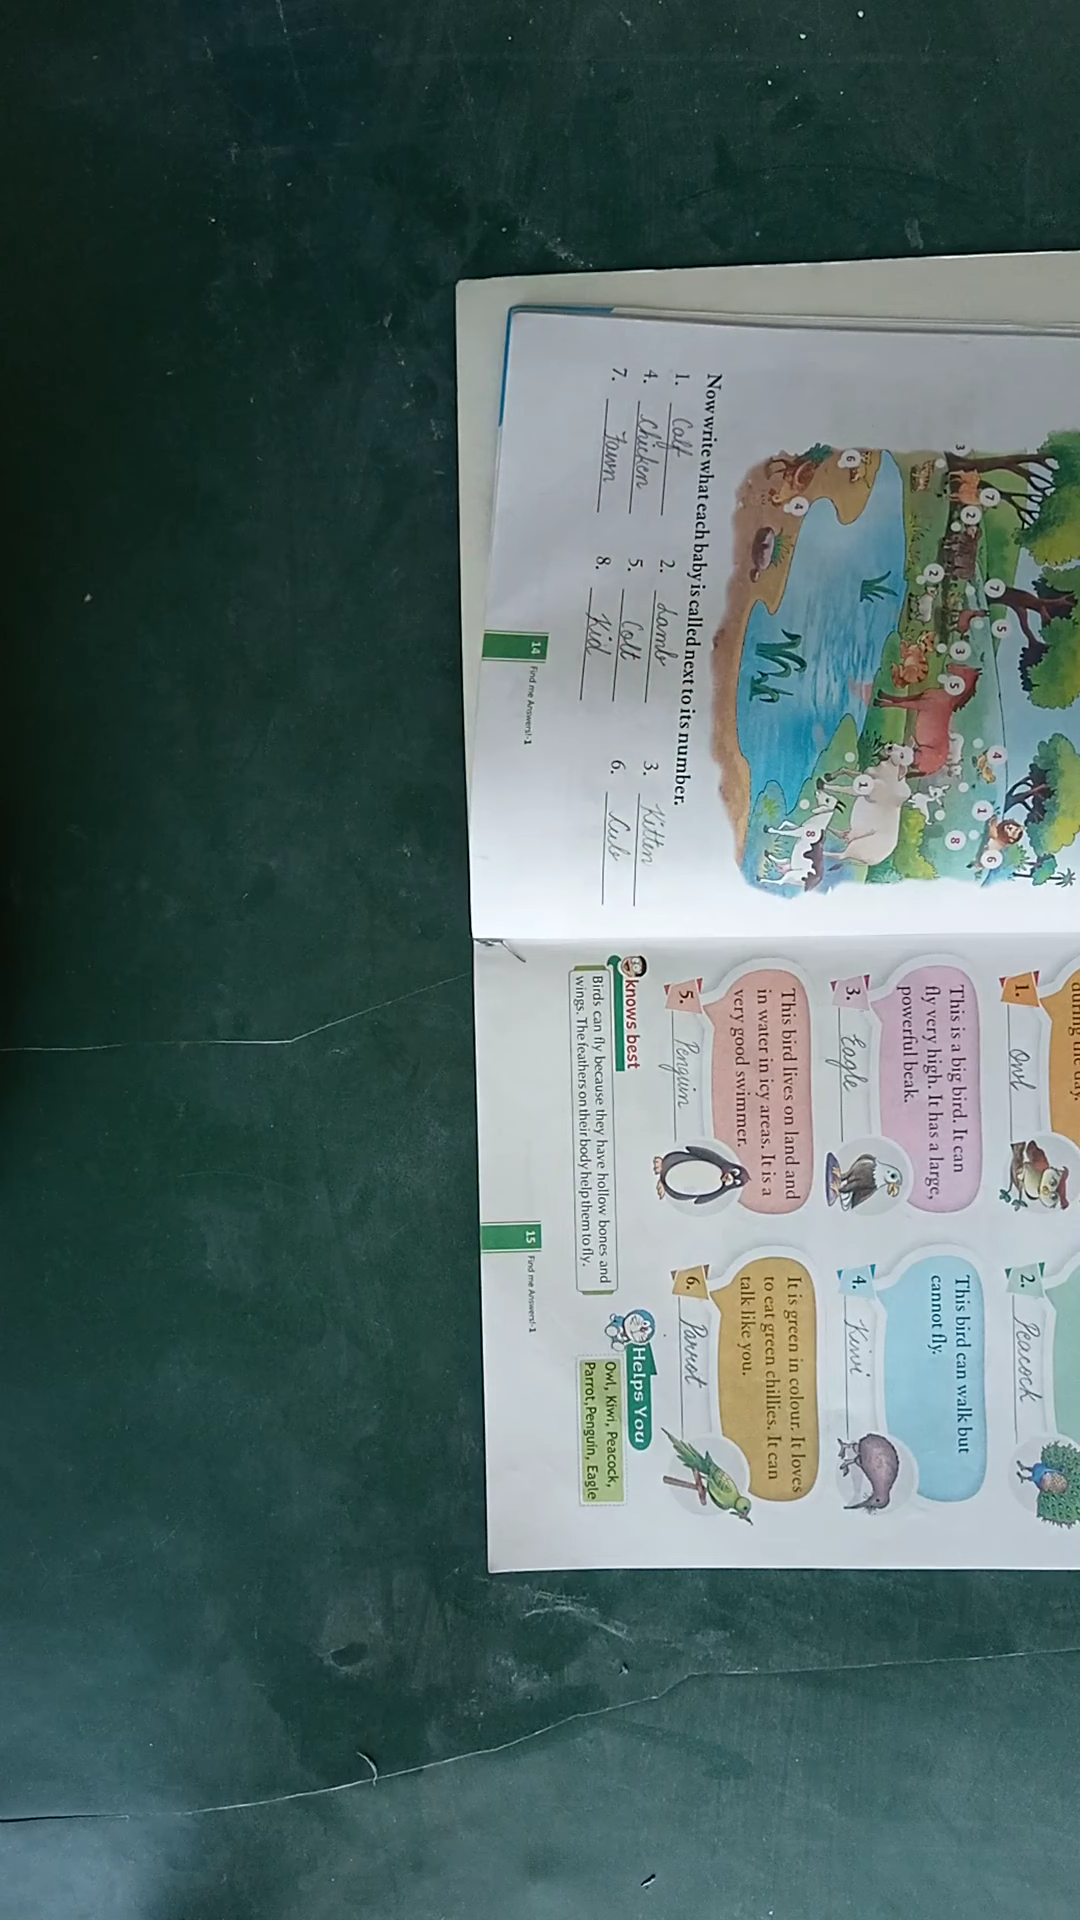 Now write what each baby is called next to its number.
1. Calf 2. Lamb 3. Kitten
4. Chicken 5. Colt 6. Cub
7. Fawn 8. Kid
14 Find me Answers!-1
during the day.
1. Owl
2. Peacock
This is a big bird. It can
fly very high. It has a large,
powerful beak.
3. Eagle
This bird can walk but
cannot fly.
4. Kiwi
This bird lives on land and
in water in icy areas. It is a
very good swimmer.
5. Penguin
It is green in colour. It loves
to eat green chillies. It can
talk like you.
6. Parrot
knows best
Birds can fly because they have hollow bones and
wings. The feathers on their body help them to fly.
Helps You
Owl, Kiwi, Peacock,
Parrot, Penguin, Eagle
15 Find me Answers!-1